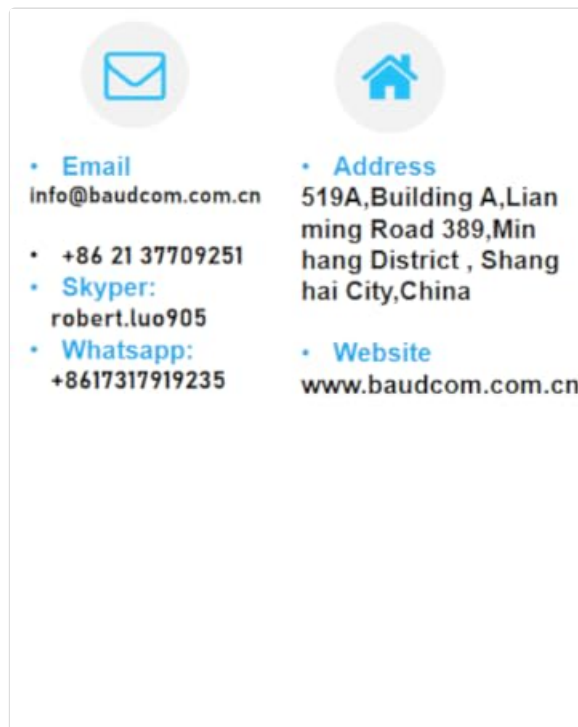 • Email
info@baudcom.com.cn
• +86 21 37709251
• Skyper:
robert.luo905
• Whatsapp:
+8617317919235
• Address
519A,Building A,Lian
ming Road 389,Min
hang District , Shang
hai City,China
• Website
www.baudcom.com.cn